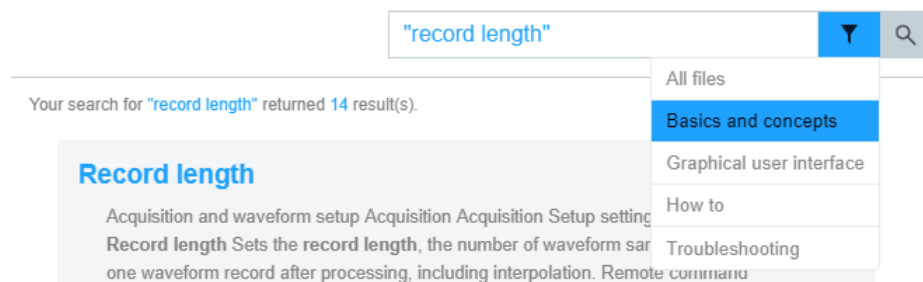 "record length"
All files
Your search for "record length" returned 14 result(s).
Basics and concepts
Graphical user interface
Record length
How to
Acquisition and waveform setup Acquisition Acquisition Setup setting
Record length Sets the record length, the number of waveform sar
Troubleshooting
one waveform record after processing, including interpolation. Remote command